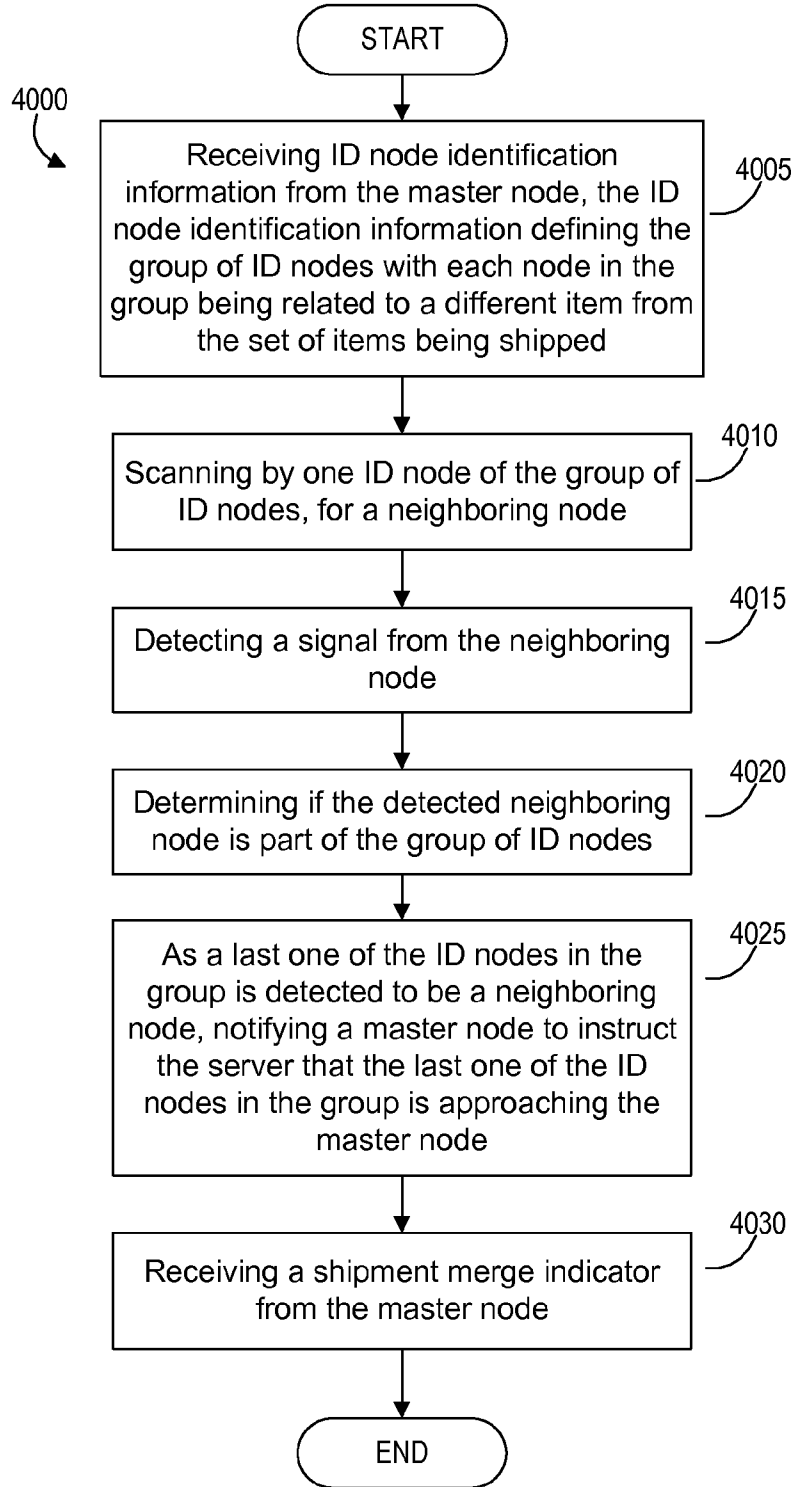 START
4000
Receiving ID node identification
information from the master node, the ID
node identification information defining the
group of ID nodes with each node in the
group being related to a different item from
the set of items being shipped
4005
Scanning by one ID node of the group of
ID nodes, for a neighboring node
4010
Detecting a signal from the neighboring
node
4015
Determining if the detected neighboring
node is part of the group of ID nodes
4020
As a last one of the ID nodes in the
group is detected to be a neighboring
node, notifying a master node to instruct
the server that the last one of the ID
nodes in the group is approaching the
master node
4025
Receiving a shipment merge indicator
from the master node
4030
END